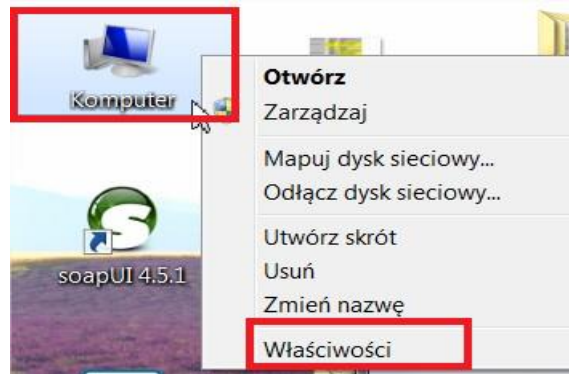 Komputer
Otwórz
Zarządzaj
Mapuj dysk sieciowy...
Odłącz dysk sieciowy...
soapUI 4.5.1
Utwórz skrót
Usuń
Zmień nazwę
Właściwości